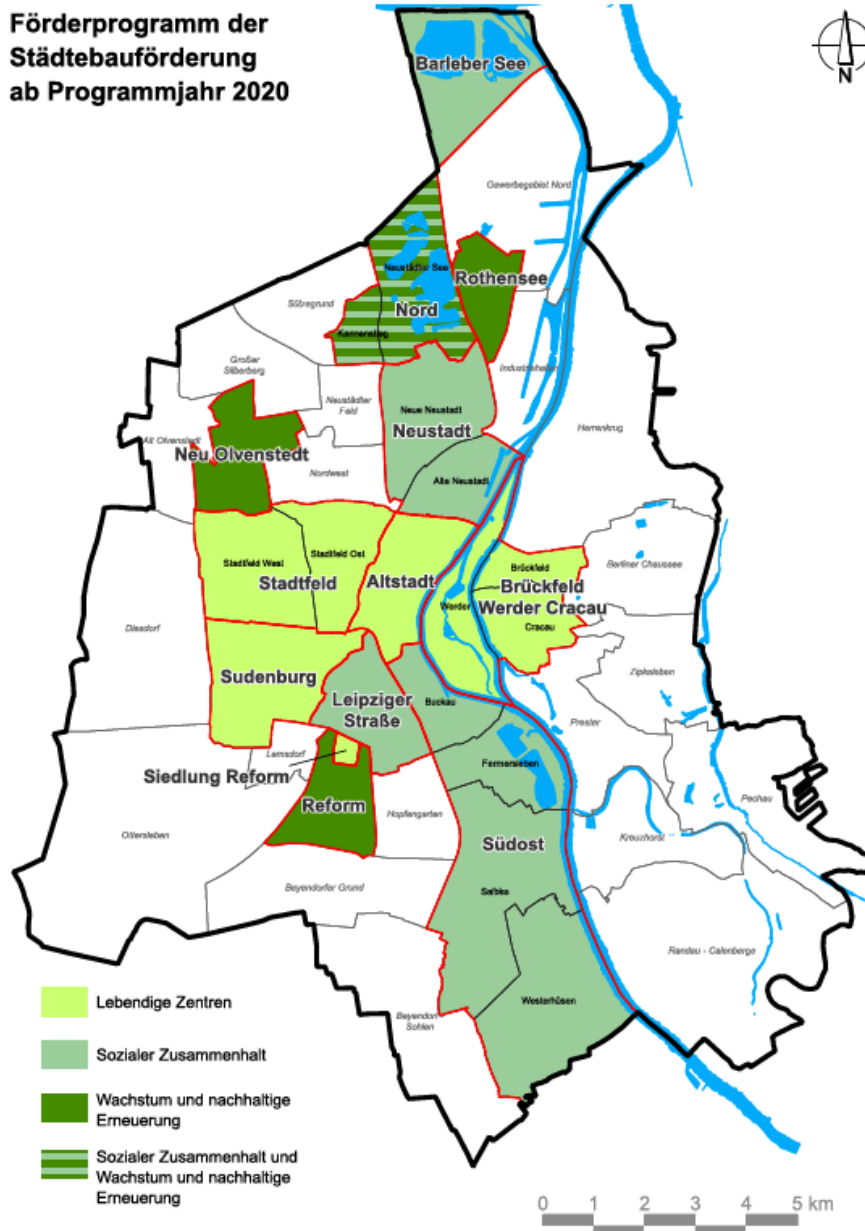 Förderprogramm der
Städtebauförderung
ab Programmjahr 2020
N
Barleber See
Gewerbegebiet Nord
Neustädter See
Rothensee
Nord
Sülzegrund
Kannenstieg
Industriehafen
Großer
Silberberg
Neustädter
Feld
Neue Neustadt
Neustadt
Herrenkrug
Alt Olvenstedt
Neu Olvenstedt
Nordwest
Alte Neustadt
Stadtfeld West
Stadtfeld Ost
Stadtfeld
Altstadt
Brückfeld
Berliner Chaussee
Brückfeld
Werder Cracau
Werder
Cracau
Diesdorf
Zipkeleben
Sudenburg
Leipziger
Straße
Buckau
Prester
Lemsdorf
Siedlung Reform
Fermersleben
Pechau
Reform
Hopfengarten
Ottersleben
Kreuzhorst
Südost
Beyendorfer Grund
Salbke
Randau - Calenberge
Westerhüsen
Beyendorf
Sohlen
Lebendige Zentren
Sozialer Zusammenhalt
Wachstum und nachhaltige
Erneuerung
Sozialer Zusammenhalt und
Wachstum und nachhaltige
Erneuerung
0 1 2 3 4 5 km